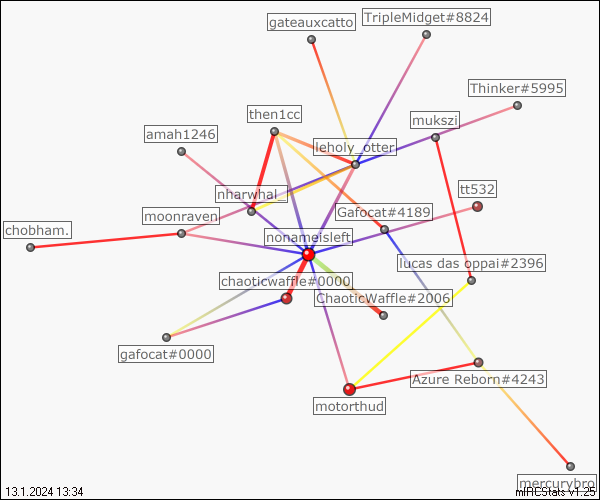 gateauxcatto
TripleMidget#8824
Thinker#5995
then1cc
mukszi
amah1246
leholy_otter
tt532
nharwhal_
Gafocat#4189
moonraven
chobham.
nonameisleft
lucas das oppai#2396
chaoticwaffle#0000
ChaoticWaffle#2006
gafocat#0000
Azure Reborn#4243
motorthud
mercurybro
13.1.2024 13:34
mIRCStats v1.25